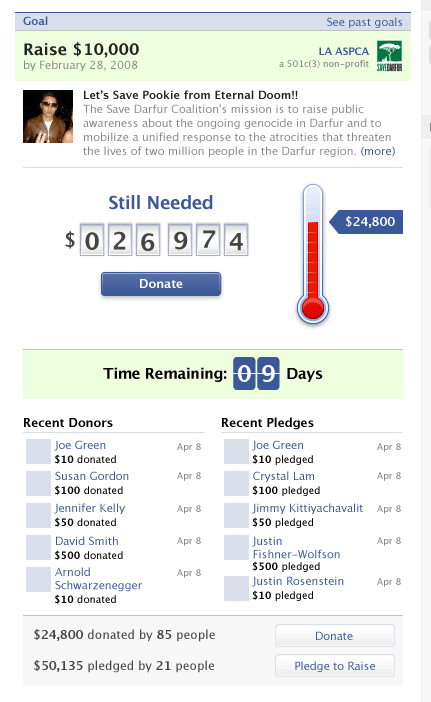 Goal See past goals
Raise $10,000 LA ASPCA
by February 28, 2008 a 501c(3) non-profit
SAVEDARFUR
Let's Save Pookie from Eternal Doom!!
The Save Darfur Coalition's mission is to raise public
awareness about the ongoing genocide in Darfur and to
mobilize a unified response to the atrocities that threaten
the lives of two million people in the Darfur region. (more)
Still Needed
$ 0 2 6 9 7 4
$24,800
Donate
Time Remaining: 09 Days
Recent Donors
Joe Green Apr 8
$10 donated
Susan Gordon Apr 8
$100 donated
Jennifer Kelly Apr 8
$50 donated
David Smith Apr 8
$500 donated
Arnold Apr 8
Schwarzenegger
$10 donated
Recent Pledges
Joe Green Apr 8
$10 pledged
Crystal Lam Apr 8
$100 pledged
Jimmy Kittiyachavalit Apr 8
$50 pledged
Justin Apr 8
Fishner-Wolfson
$500 pledged
Justin Rosenstein Apr 8
$10 pledged
$24,800 donated by 85 people Donate
$50,135 pledged by 21 people Pledge to Raise